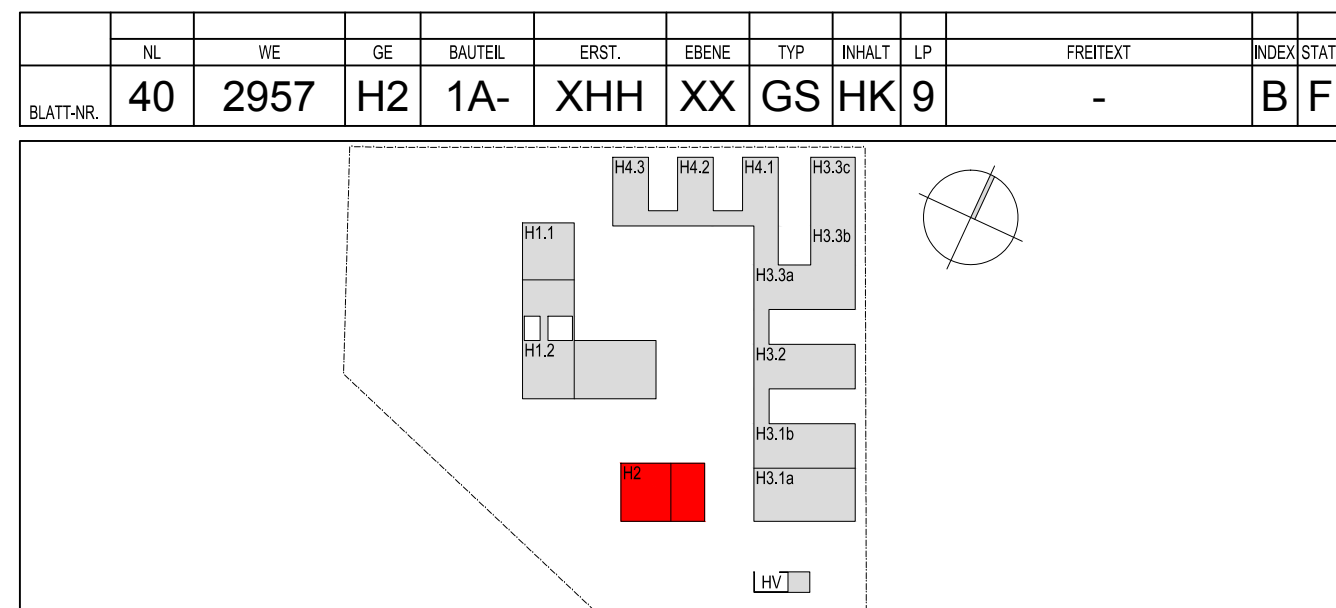 NL WE GE BAUTEIL ERST. EBENE TYP INHALT LP FREITEXT INDEX STAT
BLATT-NR. 40 2957 H2 1A- XHH XX GS HK 9 - B F
H4.3 H4.2 H4.1 H3.3c
H1.1
H3.3b
H3.3a
H1.2
H3.2
H3.1b
H2
H3.1a
HV